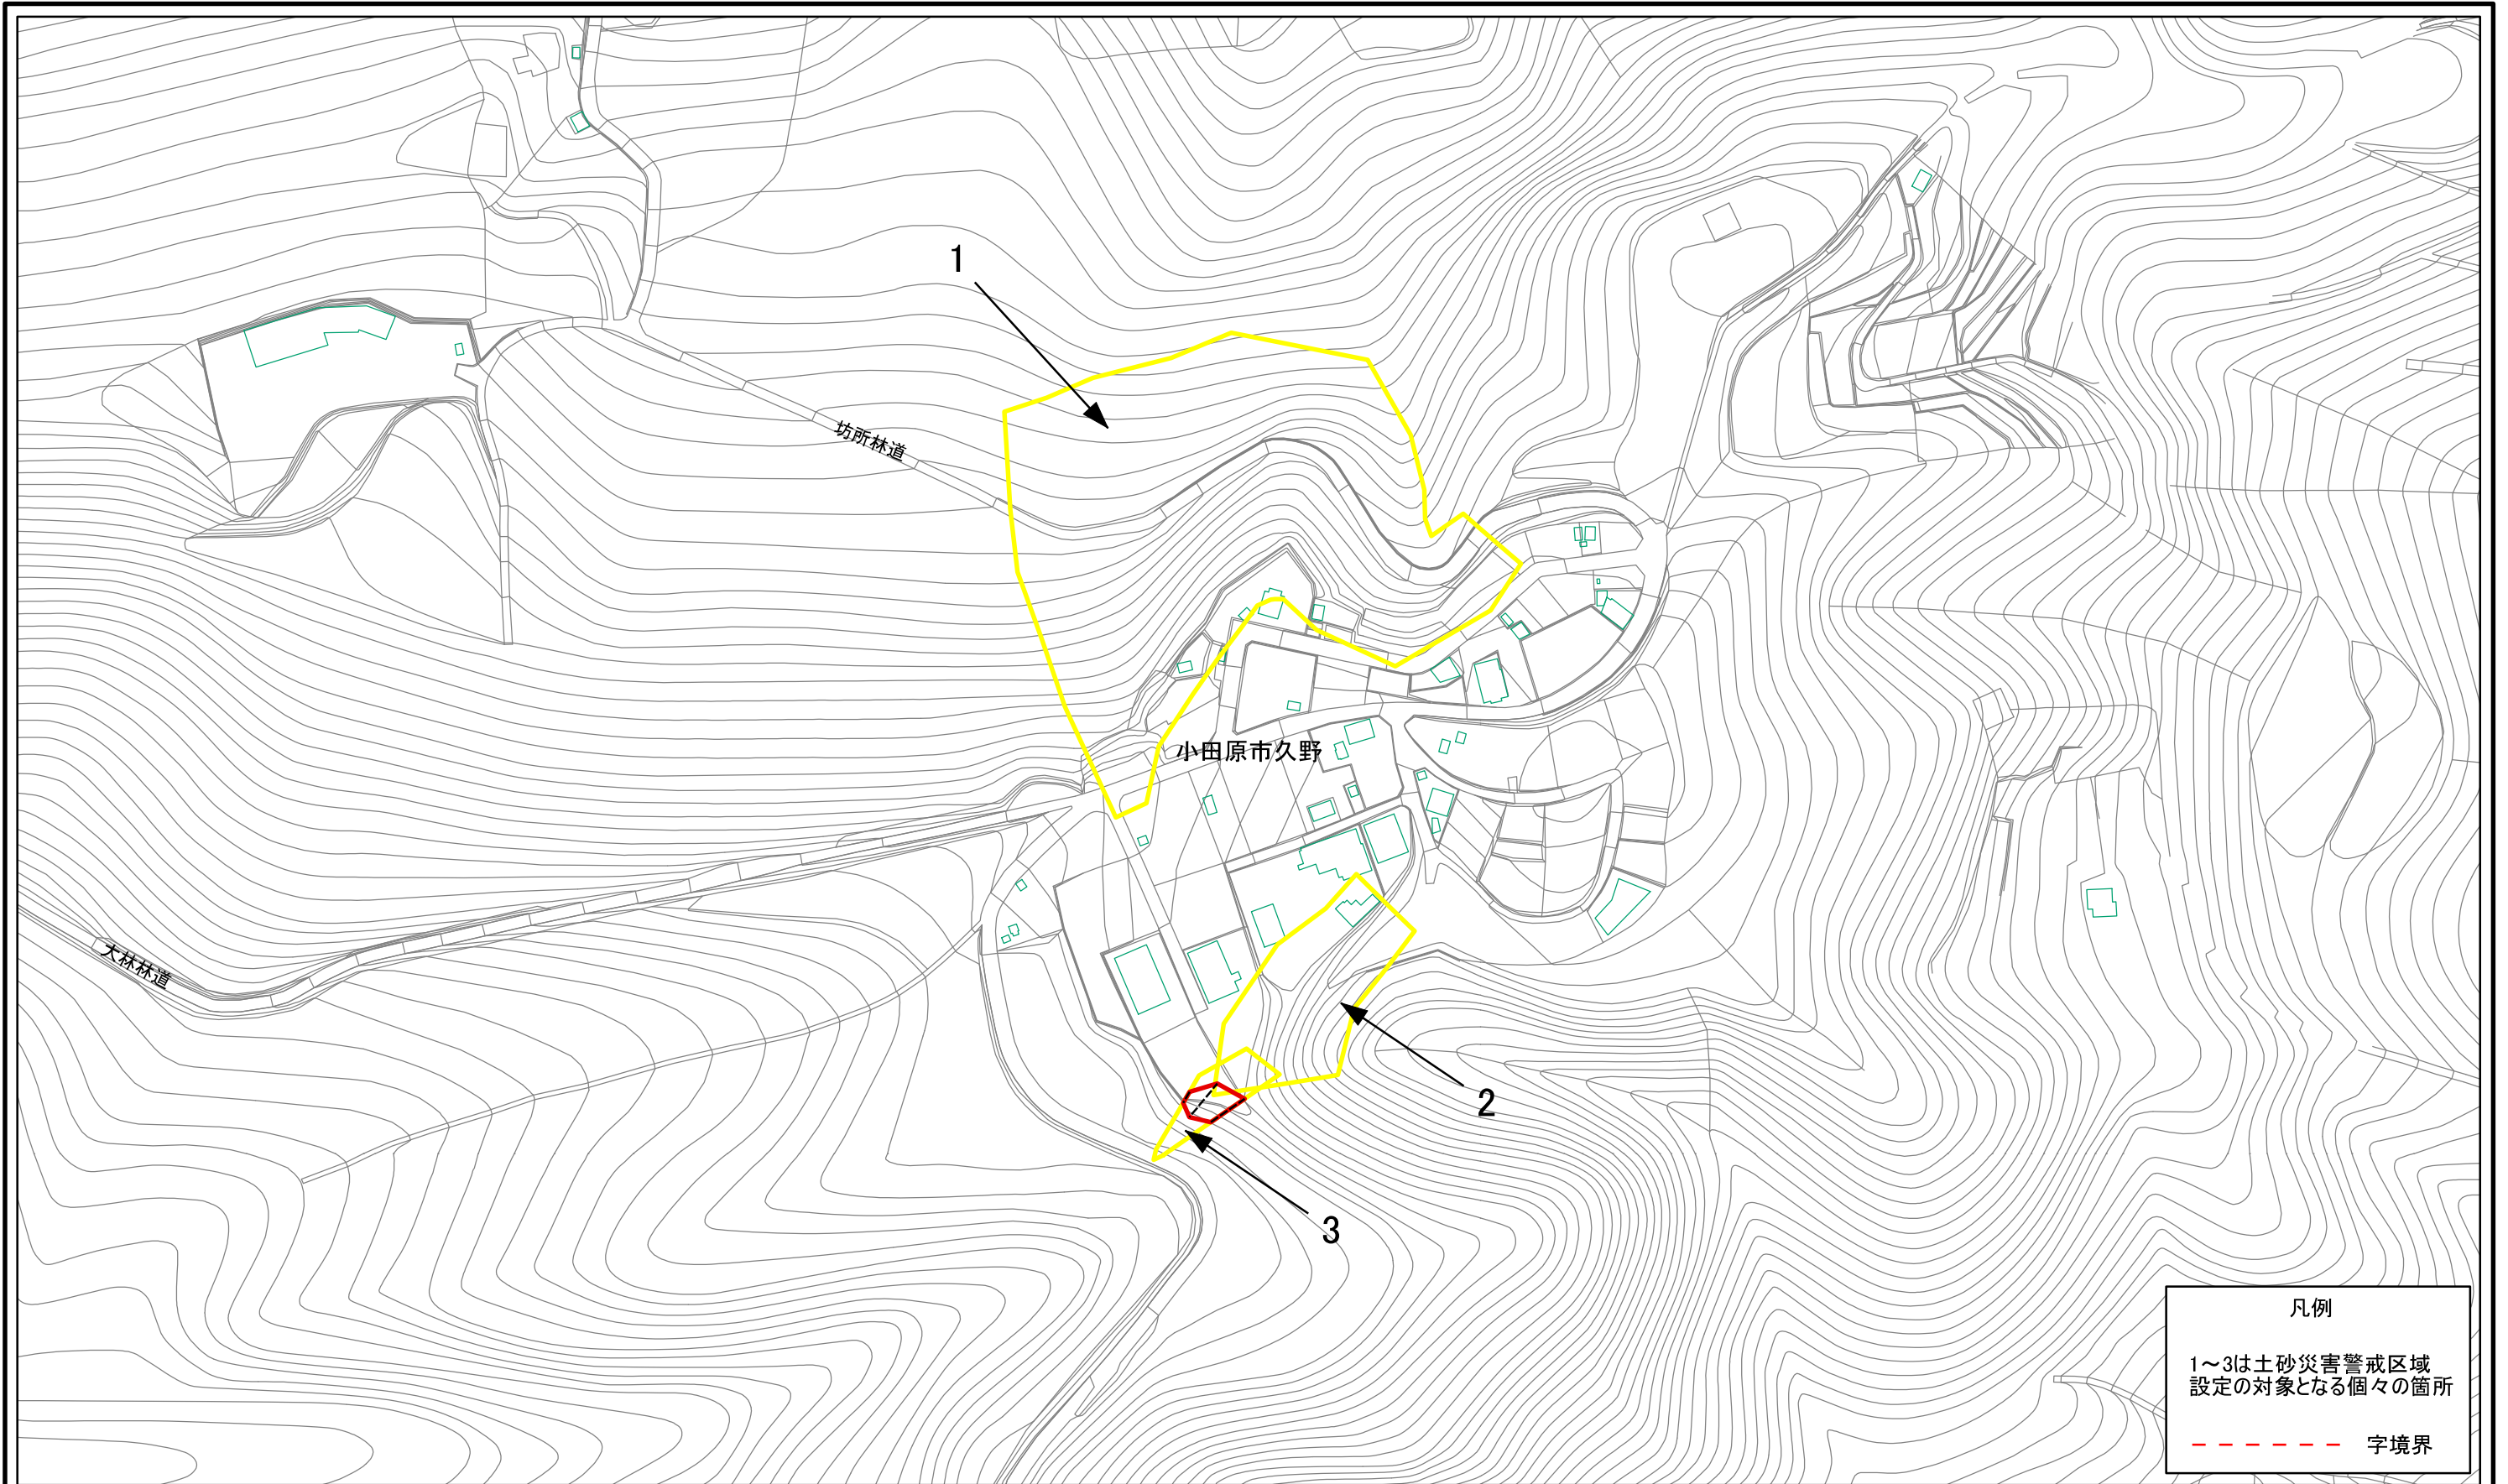 1
坊所林道
小田原市久野
大林林道
2
3
凡例
1～3は土砂災害警戒区域
設定の対象となる個々の箇所
字境界